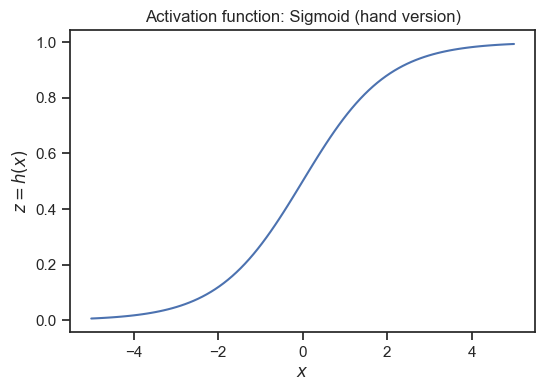 Activation function: Sigmoid (hand version)
z = h(x)
1.0
0.8
0.6
0.4
0.2
0.0
−4 −2 0 2 4
x